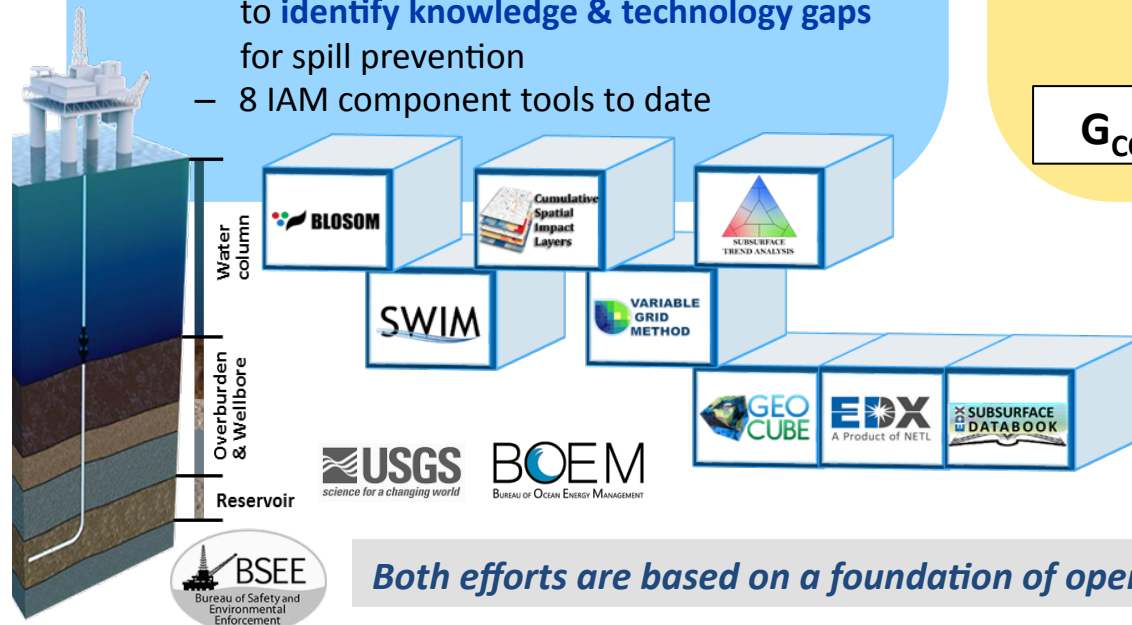 to identify knowledge & technology gaps
for spill prevention
– 8 IAM component tools to date
BLOSOM
Cumulative
Spatial
Impact
Layers
SUBSURFACE
TREND ANALYSIS
SWIM
VARIABLE
GRID
METHOD
GEO
CUBE
EDX
A Product of NETL
EDX SUBSURFACE
DATABOOK
Water
column
Overburden
& Wellbore
Reservoir
USGS
science for a changing world
BOEM
BUREAU OF OCEAN ENERGY MANAGEMENT
BSEE
Bureau of Safety and
Environmental
Enforcement
Both efforts are based on a foundation of